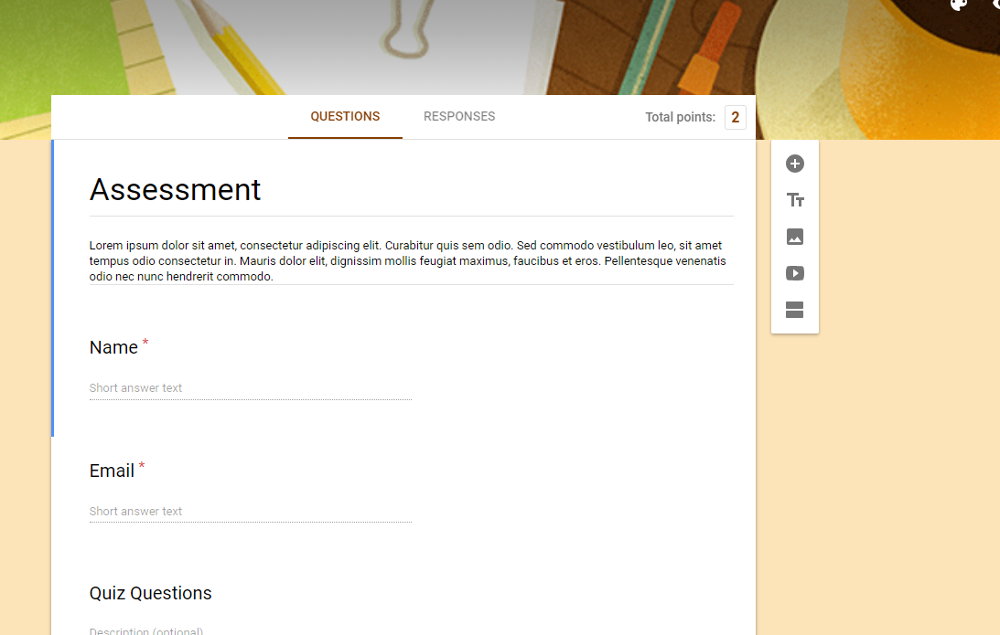 QUESTIONS RESPONSES Total points: 2
Assessment
Lorem ipsum dolor sit amet, consectetur adipiscing elit. Curabitur quis sem odio. Sed commodo vestibulum leo, sit amet
tempus odio consectetur in. Mauris dolor elit, dignissim mollis feugiat maximus, faucibus et eros. Pellentesque venenatis
odio nec nunc hendrerit commodo.
Name *
Short answer text
Email *
Short answer text
Quiz Questions
Description (optional)